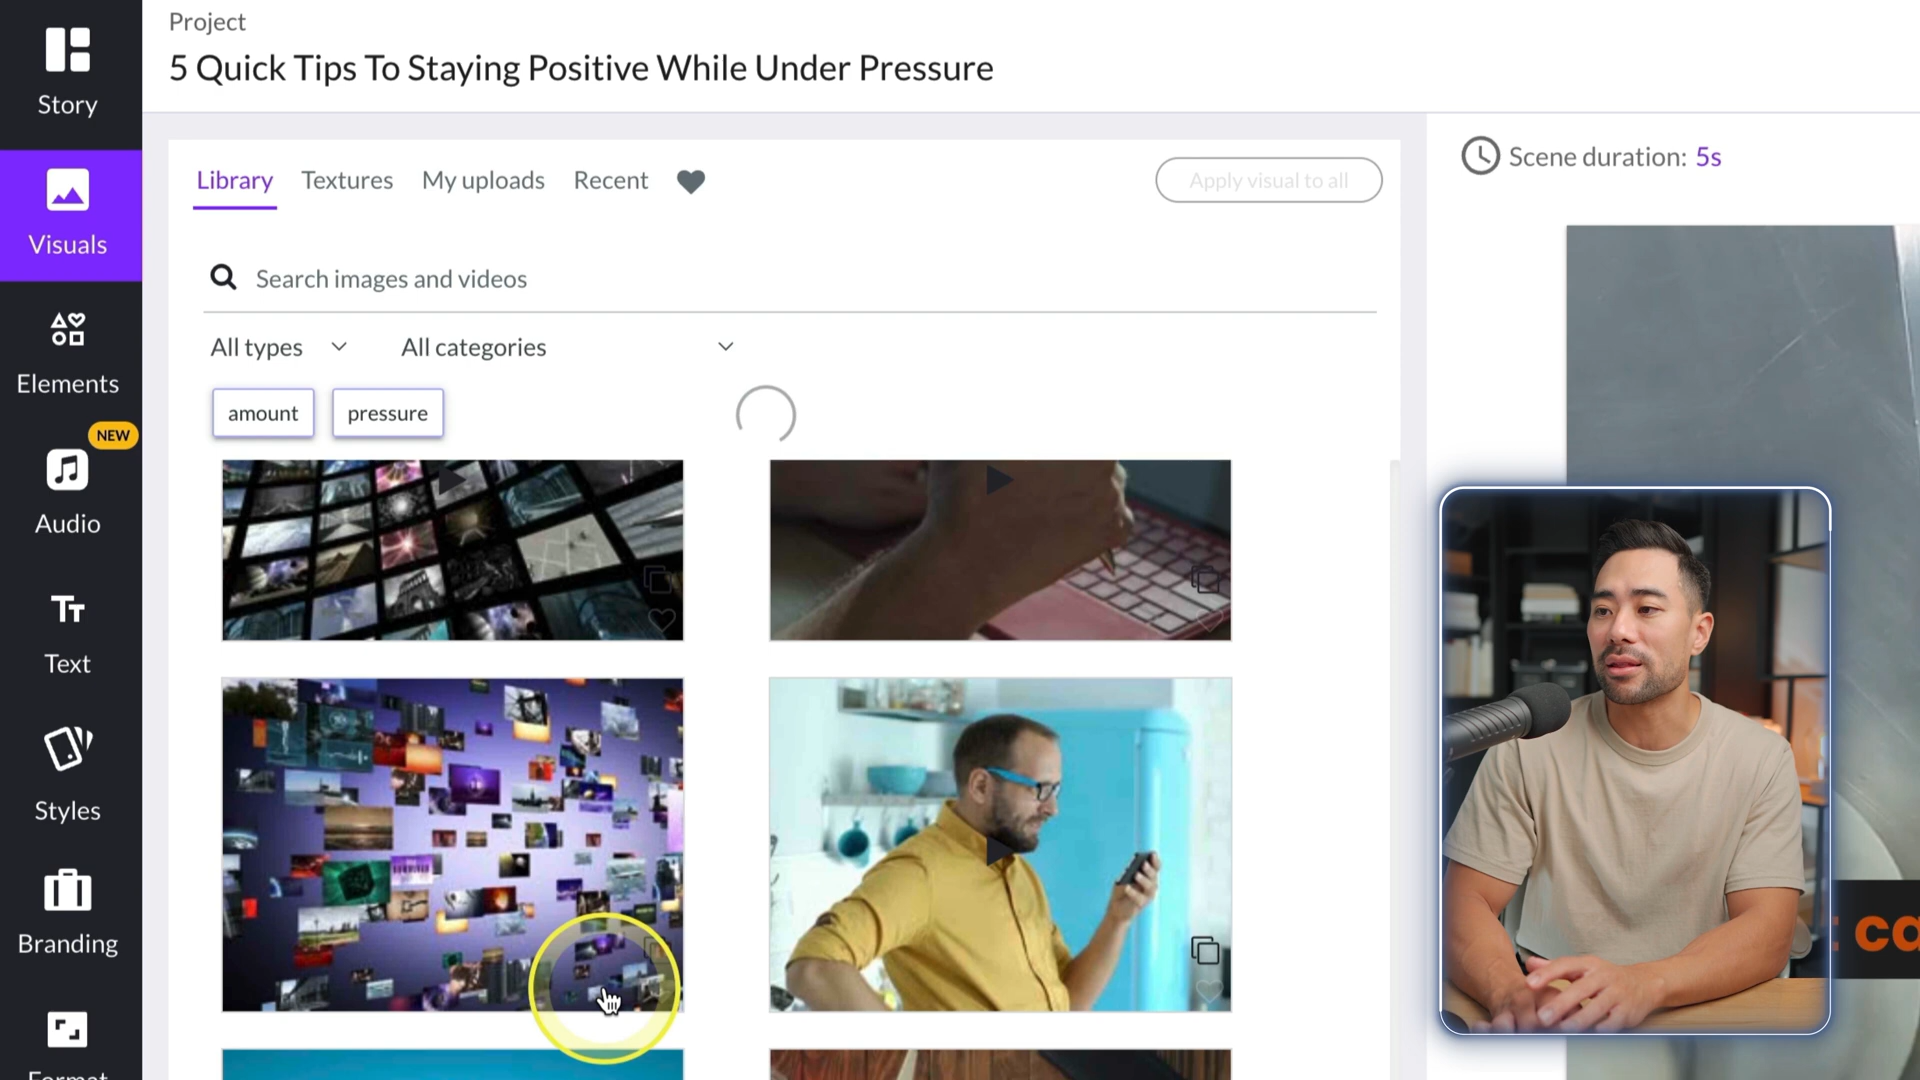 Project
5 Quick Tips To Staying Positive While Under Pressure
Story
Visuals
Elements
NEW
Audio
Text
Styles
Branding
Format
Library
Textures
My uploads
Recent
Apply visual to all
Search images and videos
All types
All categories
amount
pressure
Scene duration: 5s